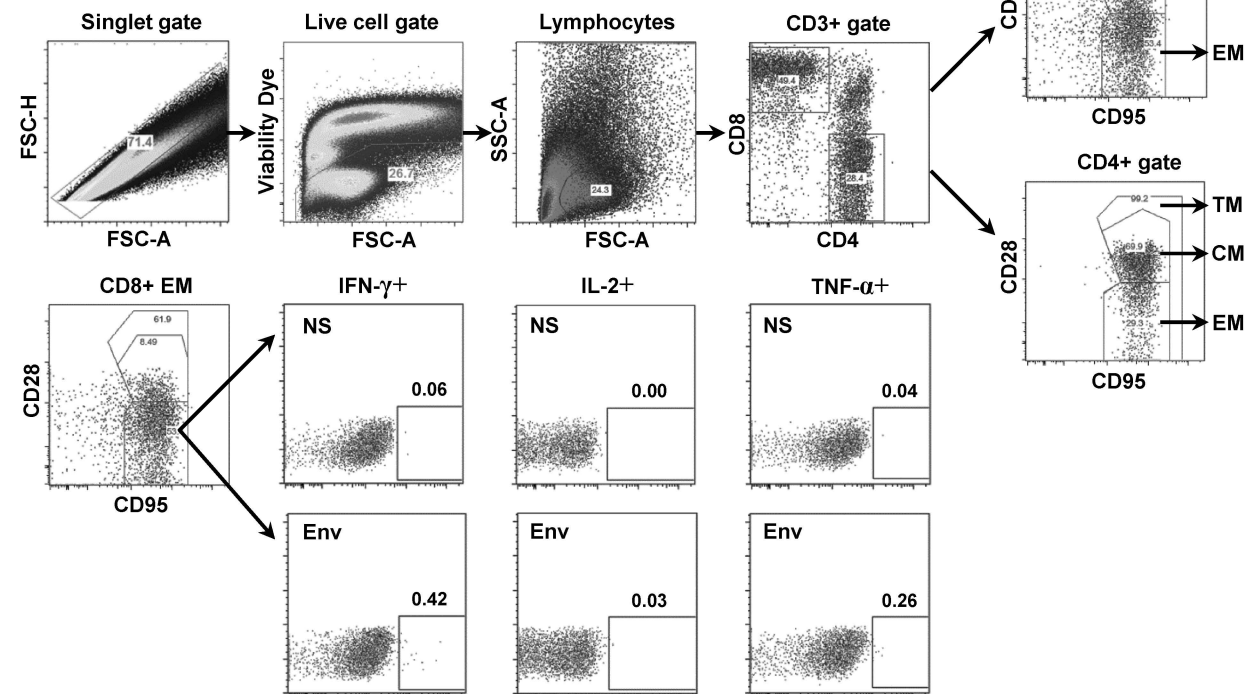 Singlet gate
Live cell gate
Lymphocytes
CD3+ gate
FSC-H
71.4
FSC-A
Viability Dye
26.7
FSC-A
SSC-A
24.3
FSC-A
CD8
49.4
28.4
CD4
EM
CD95
CD4+ gate
CD28
99.2
69.9
29.3
TM
CM
EM
CD95
CD8+ EM
CD28
61.9
8.49
CD95
IFN-γ+
IL-2+
TNF-α+
NS
0.06
NS
0.00
NS
0.04
Env
0.42
Env
0.03
Env
0.26